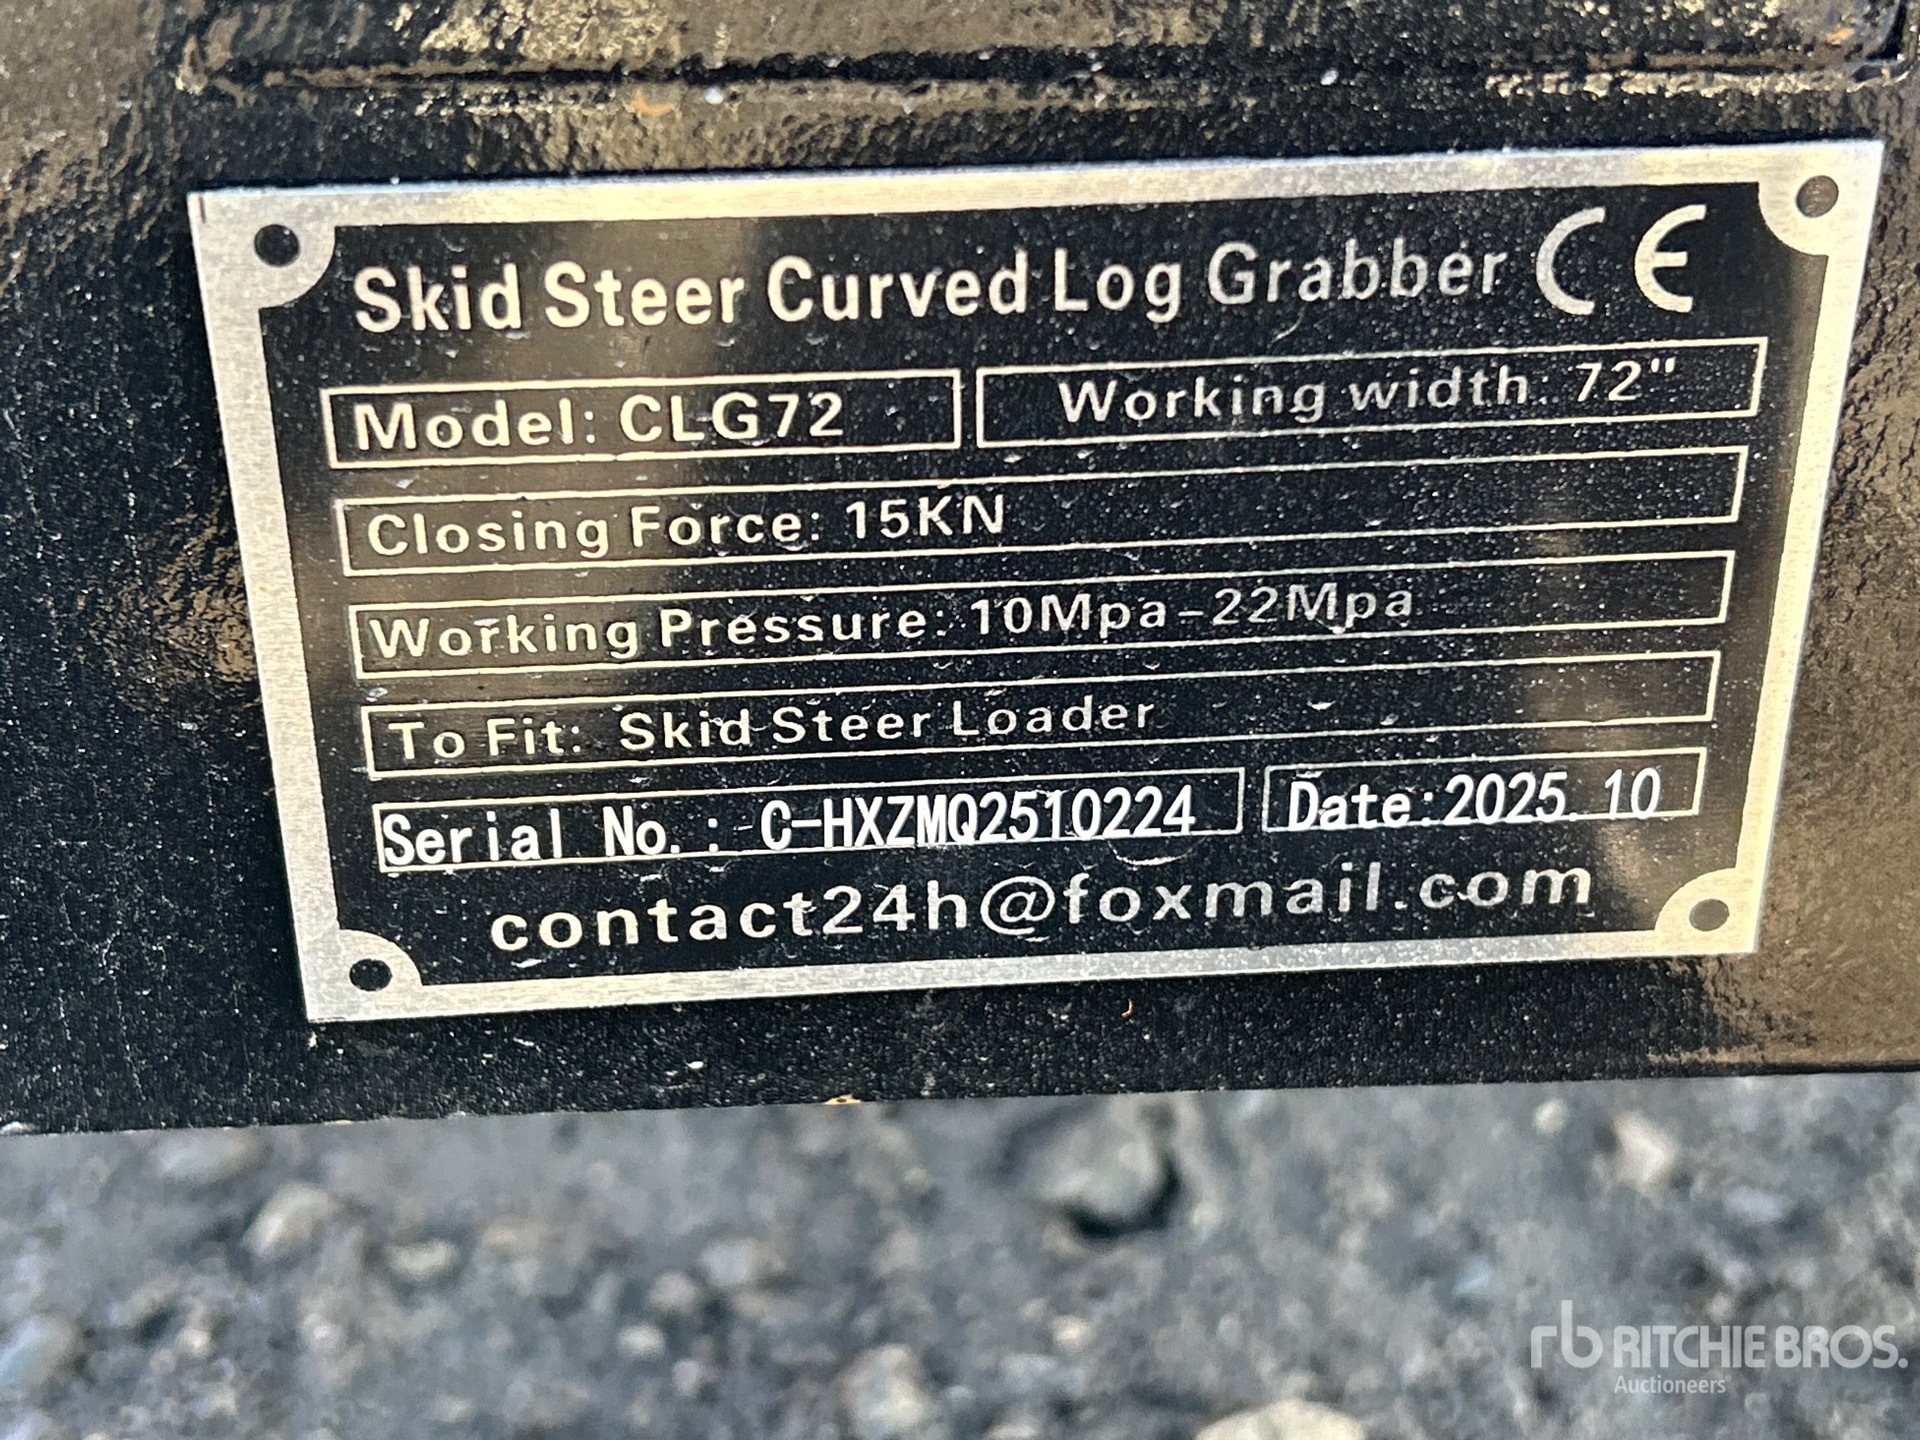 Skid Steer Curved Log Grabber CE
Model: CLG72 Working width: 72"
Closing Force: 15KN
Working Pressure: 10Mpa-22Mpa
To Fit: Skid Steer Loader
Serial No.: C-HXZMQ2510224 Date:2025.10
contact24h@foxmail.com
rb RITCHIE BROS.
Auctioneers